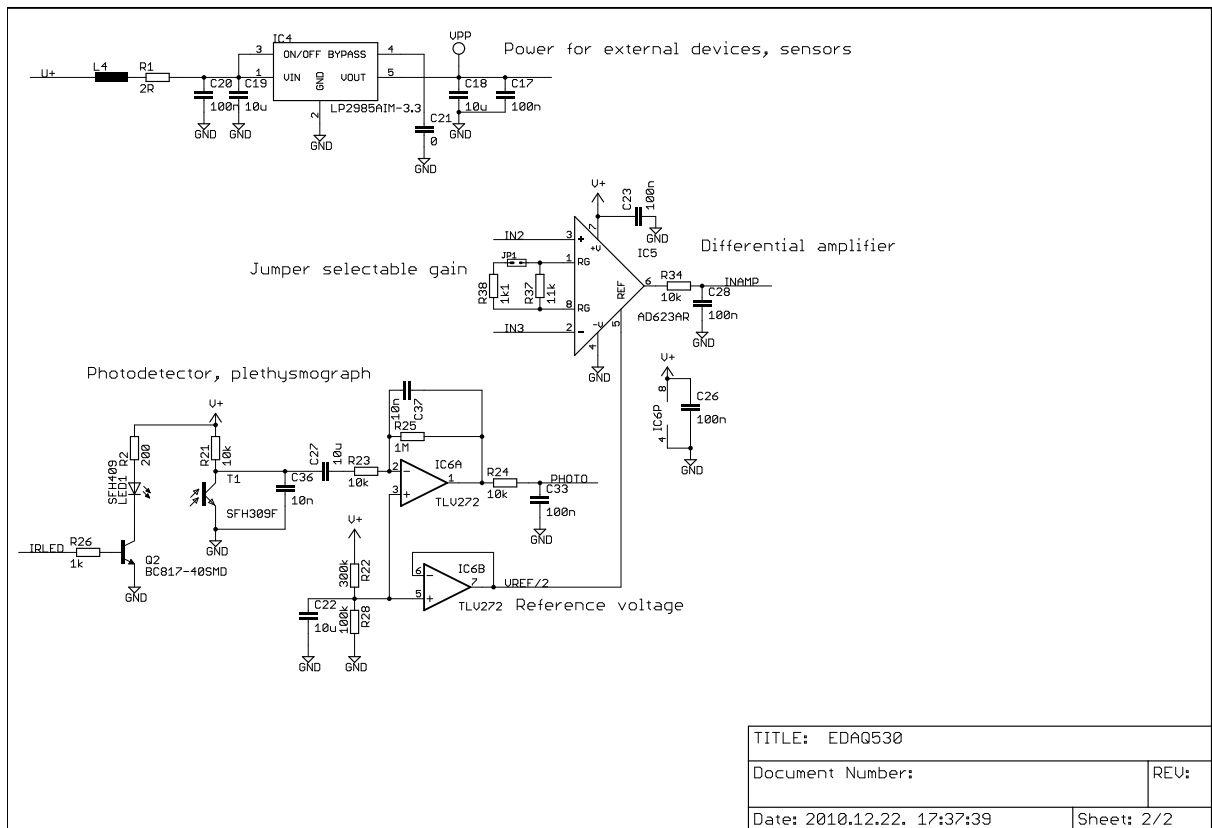 IC4
VPP
Power for external devices, sensors
U+
L4
R1
2R
3
ON/OFF
BYPASS
4
1
VIN
GND
VOUT
5
2
LP2985AIM-3.3
C20
100n
C19
10u
C18
10u
C17
100n
C21
0
GND
GND
GND
GND
GND
V+
C23
100n
GND
7
+V
IC5
Differential amplifier
IN2
3
+
Jumper selectable gain
JP1
1
RG
R38
1k1
R37
11k
8
RG
IN3
2
-
-V
4
GND
REF
5
6
AD623AR
R34
10k
INAMP
C28
100n
GND
V+
8
IC6P
4
C26
100n
GND
Photodetector, plethysmograph
V+
R2
200
SFH409
LED1
R21
10k
T1
SFH309F
C36
10n
GND
C27
10u
R23
10k
10n
C37
R25
1M
IC6A
2
-
3
+
1
TLV272
R24
10k
PHOTO
C33
100n
GND
IRLED
R26
1k
Q2
BC817-40SMD
GND
V+
300k
R22
100k
R28
C22
10u
GND
GND
IC6B
6
-
5
+
7
TLV272
VREF/2
Reference voltage
TITLE: EDAQ530
Document Number:
REV:
Date: 2010.12.22. 17:37:39
Sheet: 2/2